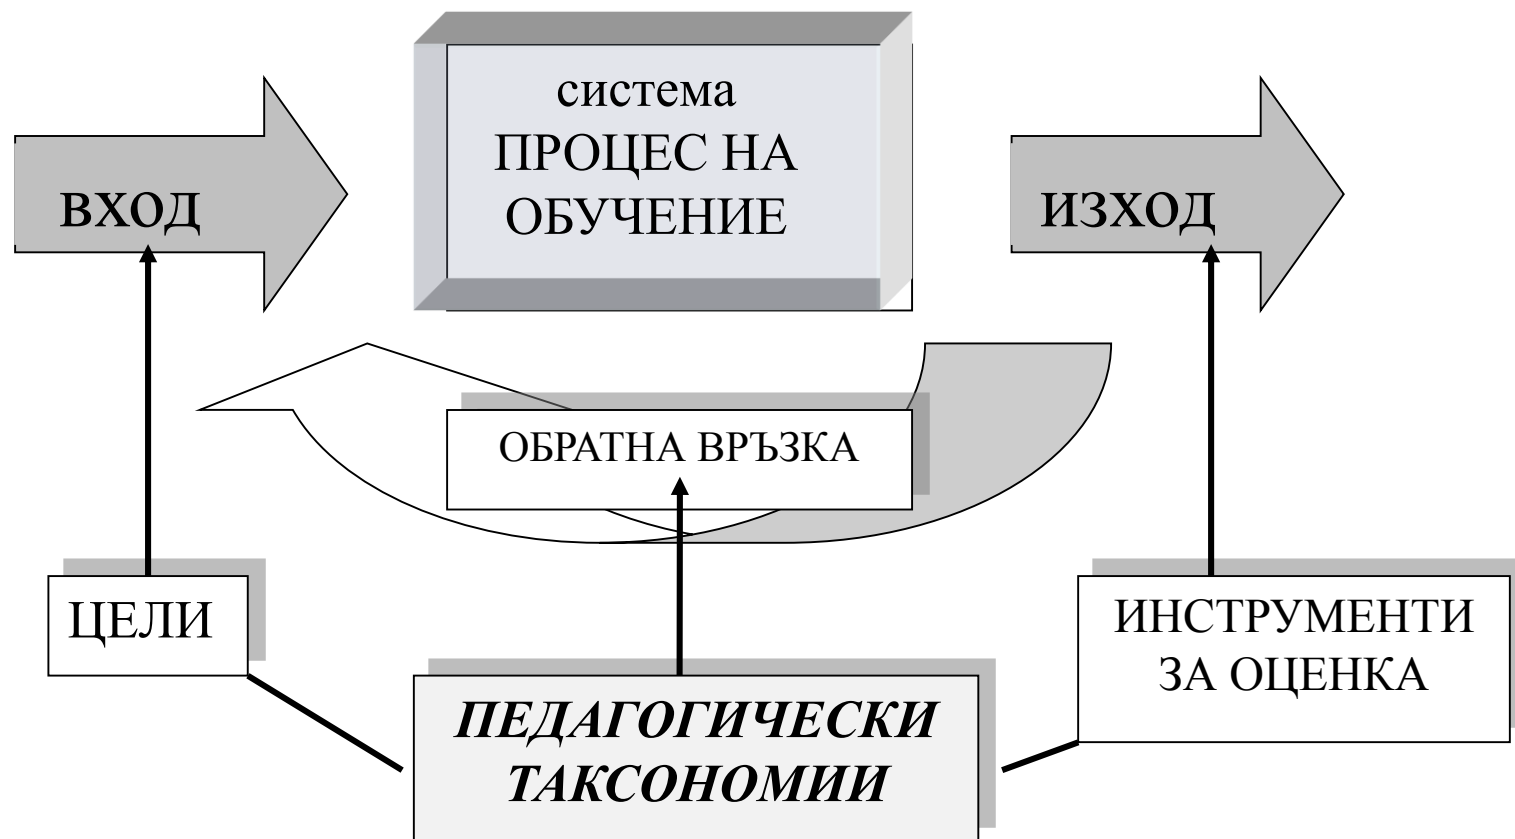 система
ПРОЦЕС НА
ОБУЧЕНИЕ
ВХОД
ИЗХОД
ОБРАТНА ВРЪЗКА
ЦЕЛИ
ИНСТРУМЕНТИ
ЗА ОЦЕНКА
ПЕДАГОГИЧЕСКИ
ТАКСОНОМИИ